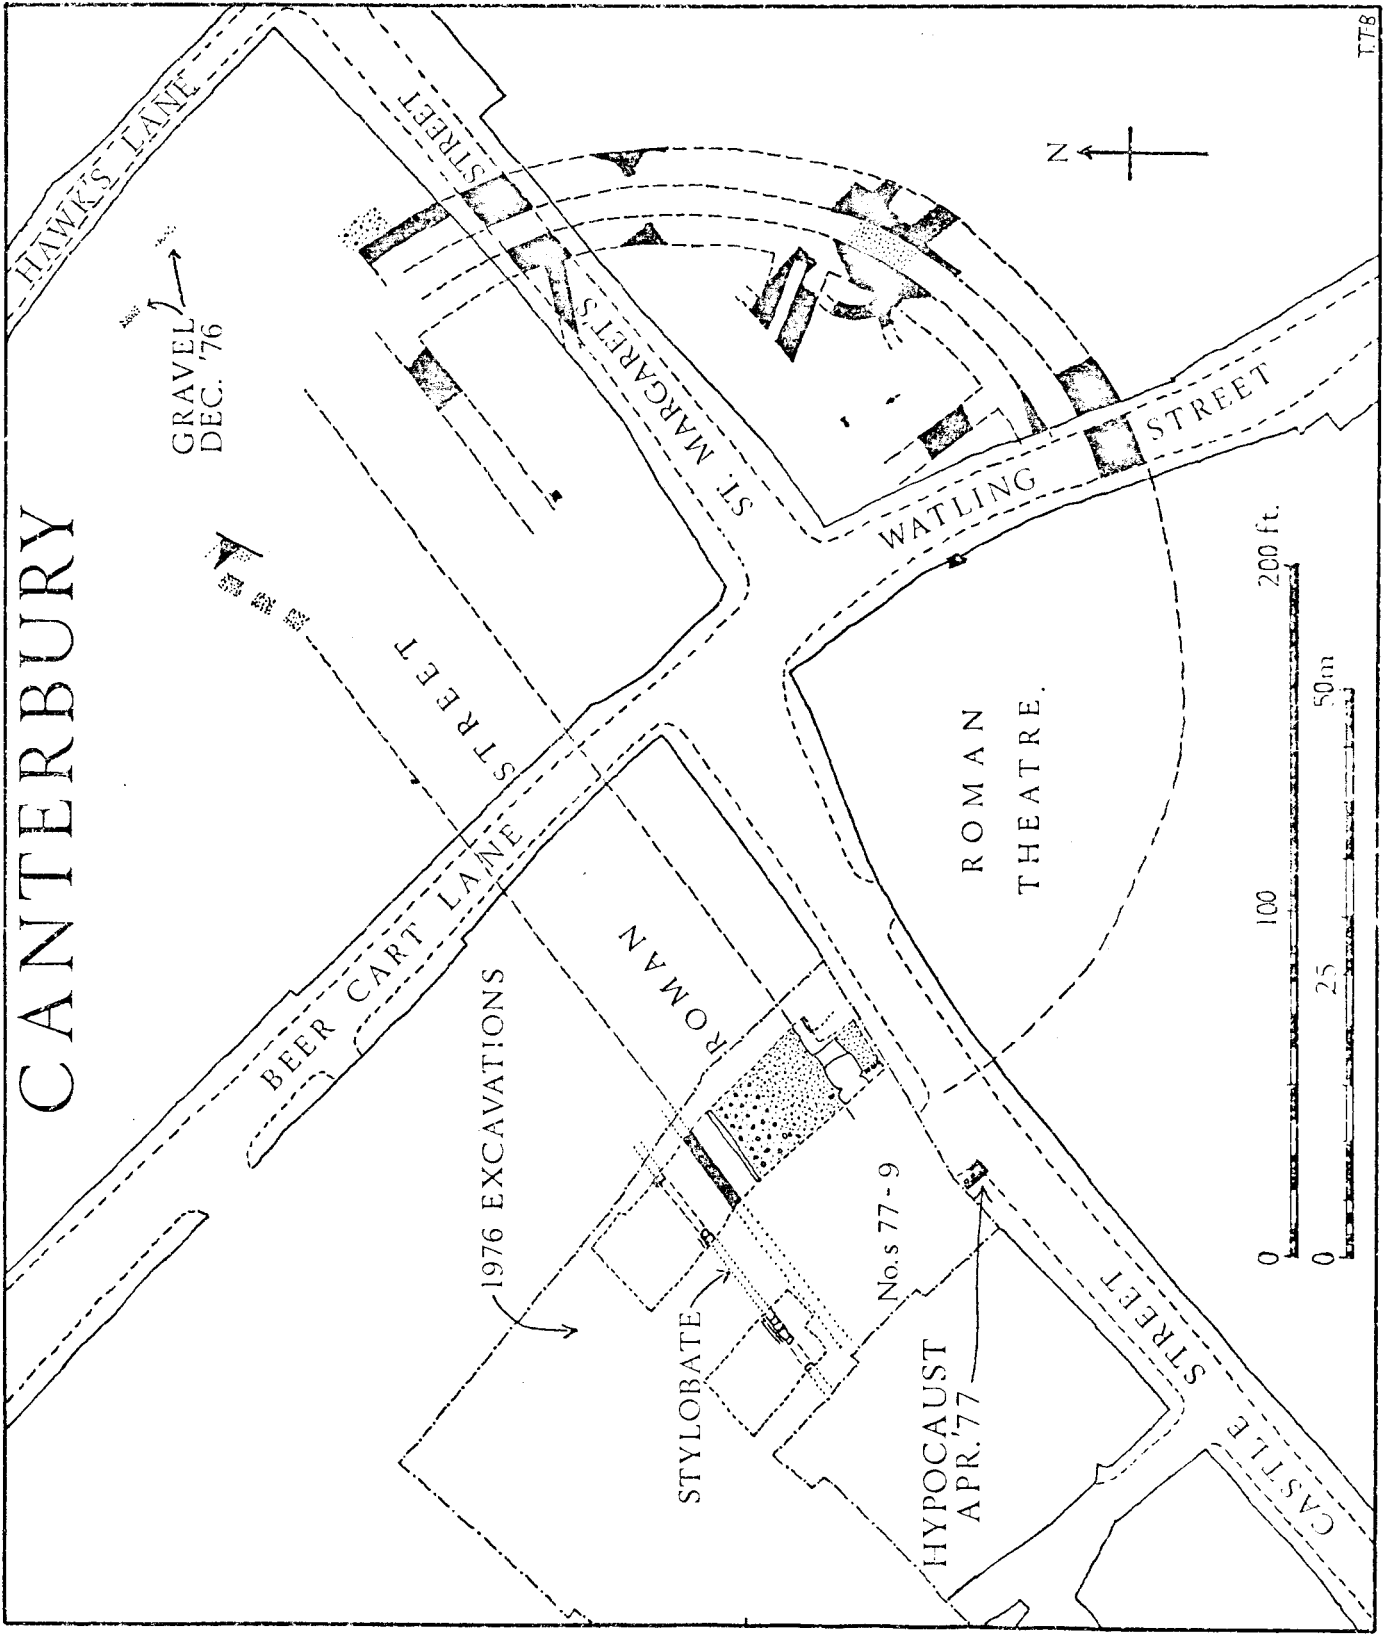 CANTERBURY
HAWK'S LANE
GRAVEL
DEC. '76
ST. MARGARET'S STREET
BEER CART LANE
ROMAN STREET
1976 EXCAVATIONS
STYLOBATE
No.s 77-9
HYPOCAUST
APR. '77
WATLING STREET
ROMAN
THEATRE.
CASTLE STREET
N
0 100 200 ft.
0 25 50m
T.T-B